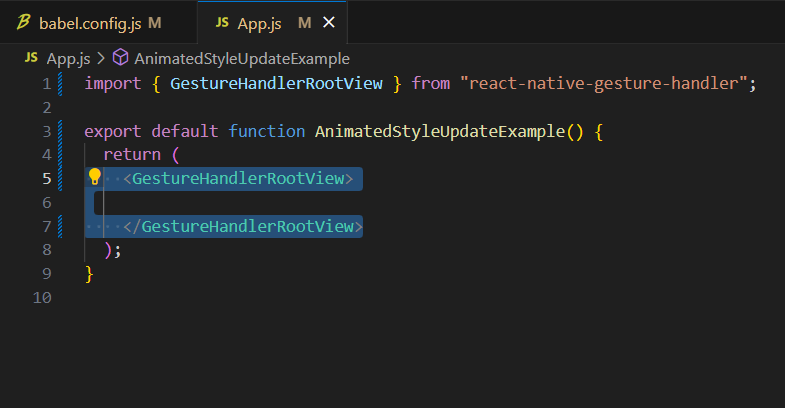 babel.config.js M
JS App.js M ×
JS App.js > AnimatedStyleUpdateExample
1 import { GestureHandlerRootView } from "react-native-gesture-handler";
2
3 export default function AnimatedStyleUpdateExample() {
4 return (
5 <GestureHandlerRootView>
6
7 </GestureHandlerRootView>
8 );
9 }
10